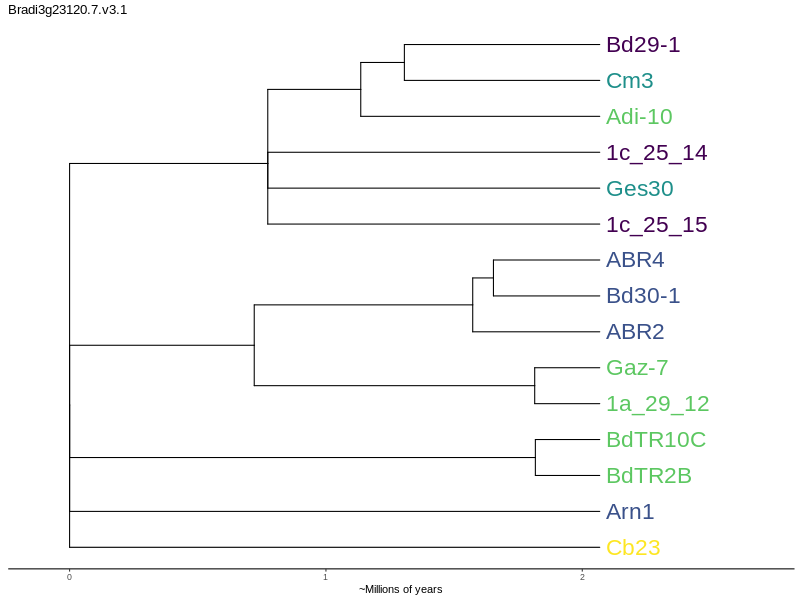 Bradi3g23120.7.v3.1
Bd29-1
Cm3
Adi-10
1c_25_14
Ges30
1c_25_15
ABR4
Bd30-1
ABR2
Gaz-7
1a_29_12
BdTR10C
BdTR2B
Arn1
Cb23
0 1 2
~Millions of years